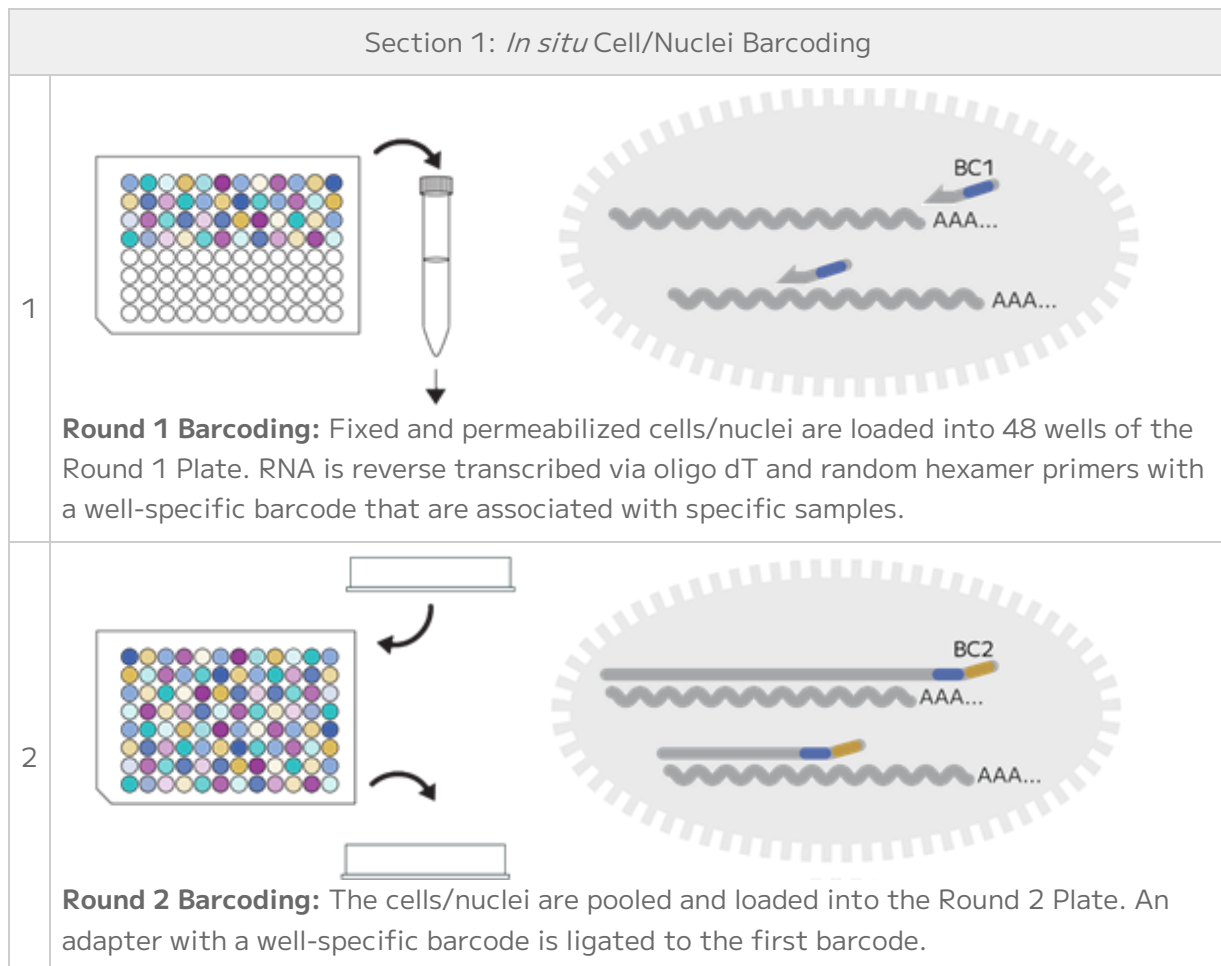 Section 1: In situ Cell/Nuclei Barcoding
1
BC1
AAA...
AAA...
Round 1 Barcoding: Fixed and permeabilized cells/nuclei are loaded into 48 wells of the
Round 1 Plate. RNA is reverse transcribed via oligo dT and random hexamer primers with
a well-specific barcode that are associated with specific samples.
2
BC2
AAA...
AAA...
Round 2 Barcoding: The cells/nuclei are pooled and loaded into the Round 2 Plate. An
adapter with a well-specific barcode is ligated to the first barcode.